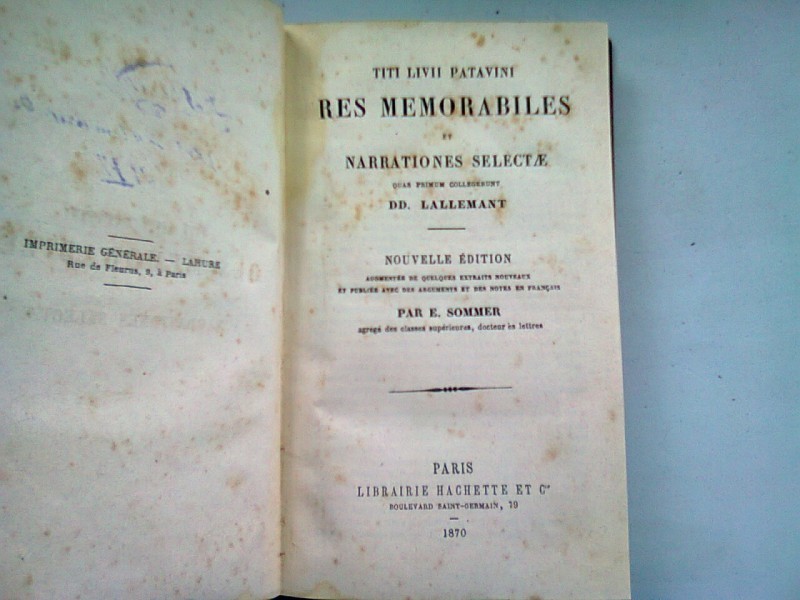 IMPRIMERIE GÉNÉRALE. — LAHURE
Rue de Fleurus, 9, à Paris
TITI LIVII PATAVINI
RES MEMORABILES
ET
NARRATIONES SELECTÆ
QUAS PRIMUM COLLEGERUNT
DD. LALLEMANT
NOUVELLE ÉDITION
AUGMENTÉE DE QUELQUES EXTRAITS NOUVEAUX
ET PUBLIÉE AVEC DES ARGUMENTS ET DES NOTES EN FRANÇAIS
PAR E. SOMMER
agrégé des classes supérieures, docteur ès lettres
PARIS
LIBRAIRIE HACHETTE ET Cie
BOULEVARD SAINT-GERMAIN, 79
1870